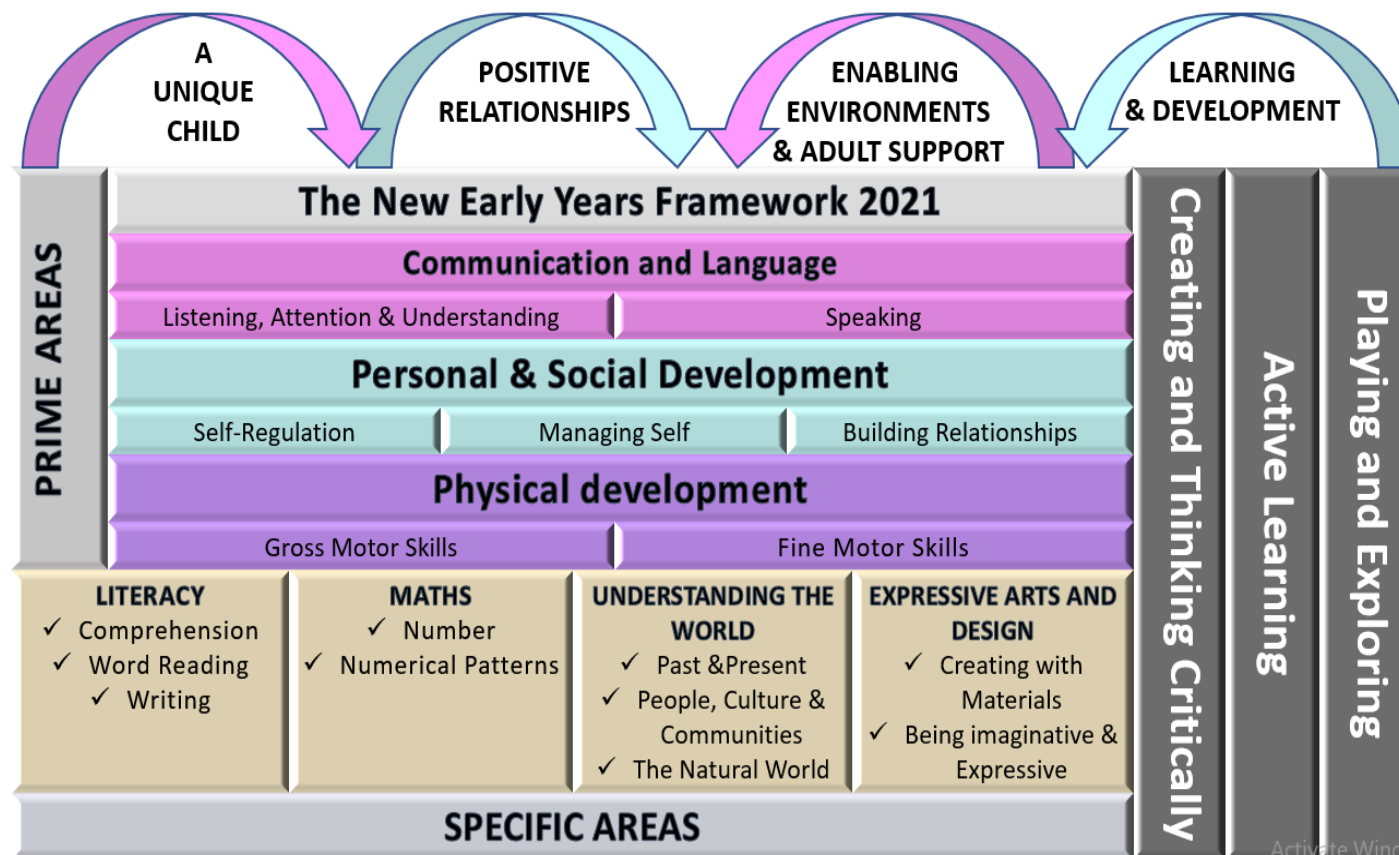 A
UNIQUE
CHILD
POSITIVE
RELATIONSHIPS
ENABLING
ENVIRONMENTS
& ADULT SUPPORT
LEARNING
& DEVELOPMENT
PRIME AREAS
The New Early Years Framework 2021
Communication and Language
Listening, Attention & Understanding
Speaking
Personal & Social Development
Self-Regulation
Managing Self
Building Relationships
Physical development
Gross Motor Skills
Fine Motor Skills
LITERACY
✓ Comprehension
✓ Word Reading
✓ Writing
MATHS
✓ Number
✓ Numerical Patterns
UNDERSTANDING THE
WORLD
✓ Past &Present
✓ People, Culture &
Communities
✓ The Natural World
EXPRESSIVE ARTS AND
DESIGN
✓ Creating with
Materials
✓ Being imaginative &
Expressive
SPECIFIC AREAS
Creating and Thinking Critically
Active Learning
Playing and Exploring
Activate